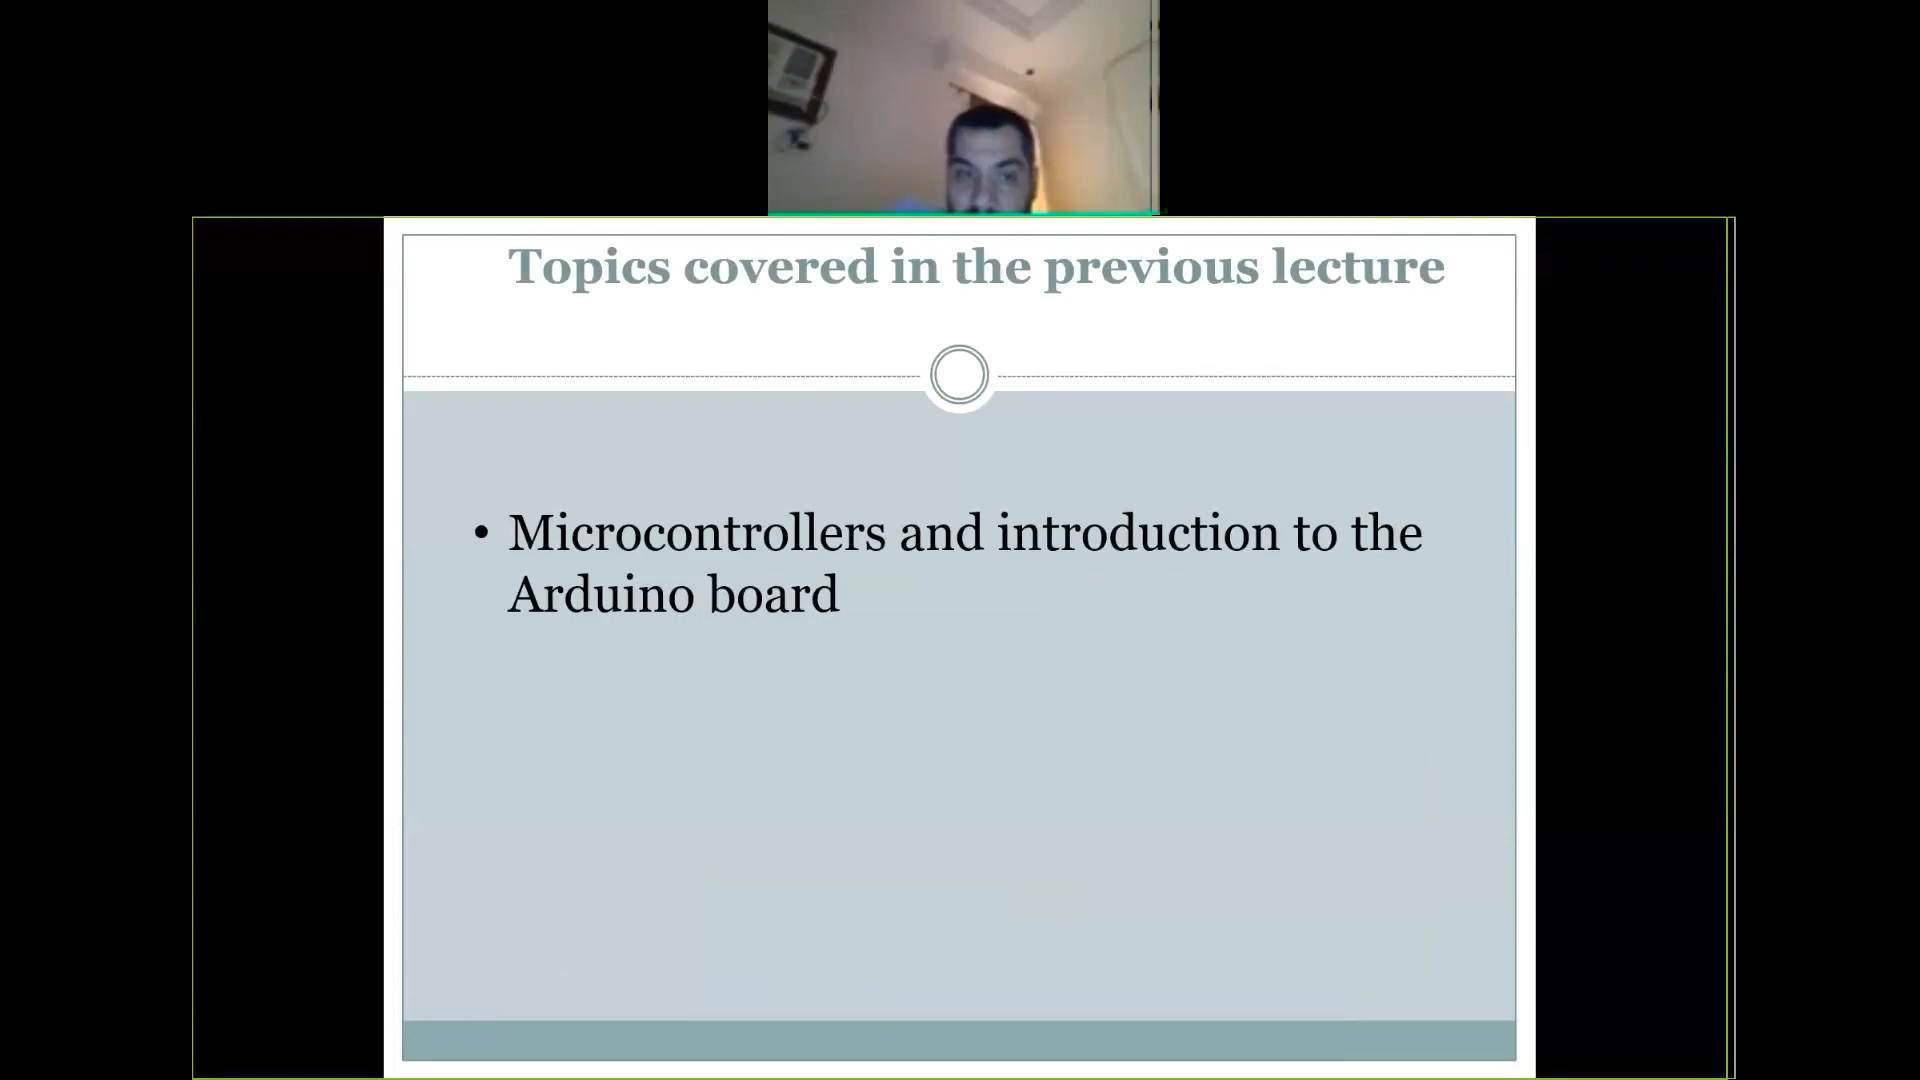 Topics covered in the previous lecture
• Microcontrollers and introduction to the
Arduino board